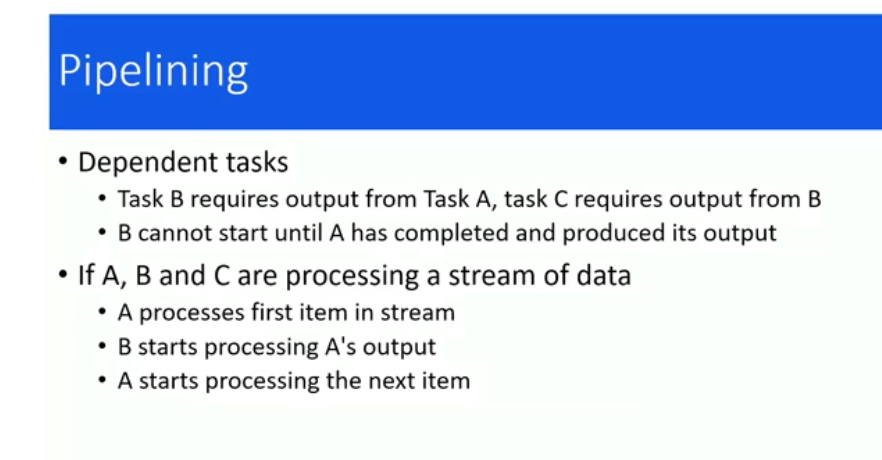 Pipelining
• Dependent tasks
• Task B requires output from Task A, task C requires output from B
• B cannot start until A has completed and produced its output
• If A, B and C are processing a stream of data
• A processes first item in stream
• B starts processing A's output
• A starts processing the next item